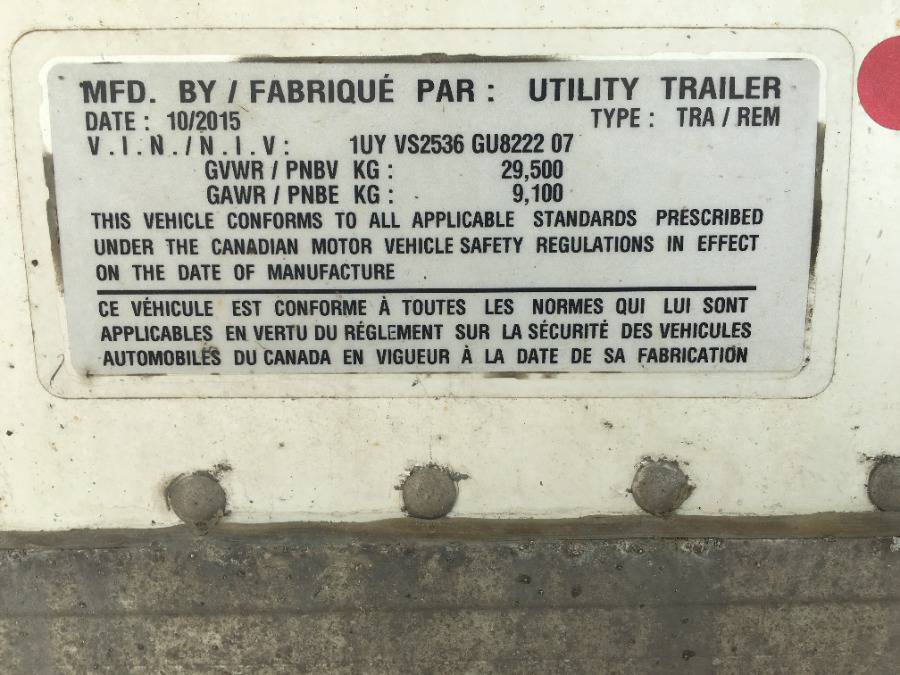 MFD. BY / FABRIQUÉ PAR : UTILITY TRAILER
DATE : 10/2015 TYPE : TRA / REM
V.I.N./N.I.V: 1UY VS2536 GU8222 07
GVWR / PNBV KG : 29,500
GAWR / PNBE KG : 9,100
THIS VEHICLE CONFORMS TO ALL APPLICABLE STANDARDS PRESCRIBED
UNDER THE CANADIAN MOTOR VEHICLE SAFETY REGULATIONS IN EFFECT
ON THE DATE OF MANUFACTURE
CE VÉHICULE EST CONFORME À TOUTES LES NORMES QUI LUI SONT
APPLICABLES EN VERTU DU RÉGLEMENT SUR LA SÉCURITÉ DES VEHICULES
AUTOMOBILES DU CANADA EN VIGUEUR À LA DATE DE SA FABRICATION